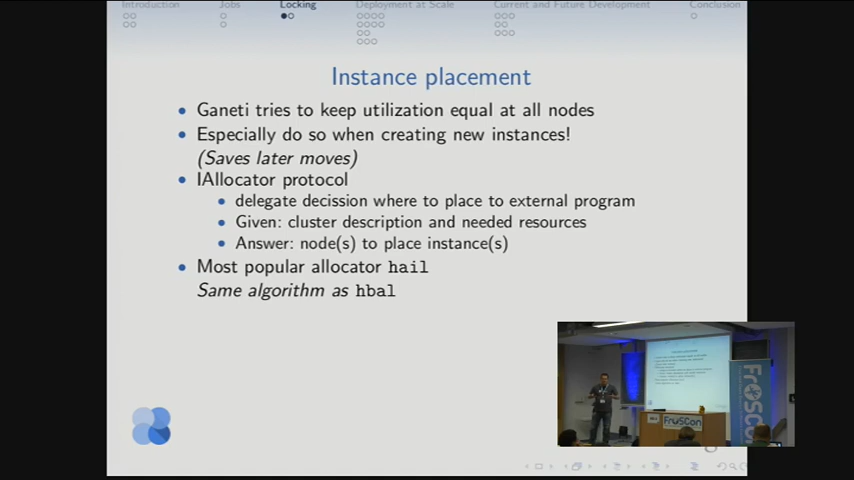 Introduction Jobs Locking Deployment at Scale Current and Future Development Conclusion
Instance placement
Ganeti tries to keep utilization equal at all nodes
Especially do so when creating new instances!
(Saves later moves)
IAllocator protocol
delegate decission where to place to external program
Given: cluster description and needed resources
Answer: node(s) to place instance(s)
Most popular allocator hail
Same algorithm as hbal
FrOSCon
FrOSCon